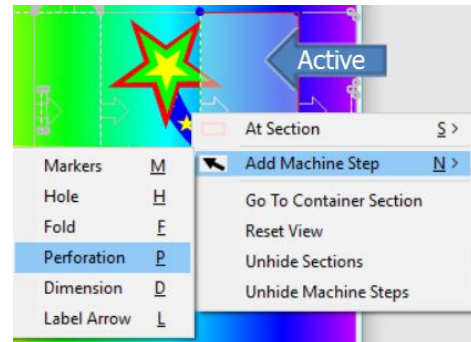 Active
At Section S >
Add Machine Step N >
Go To Container Section
Reset View
Unhide Sections
Unhide Machine Steps
Markers M
Hole H
Fold F
Perforation P
Dimension D
Label Arrow L